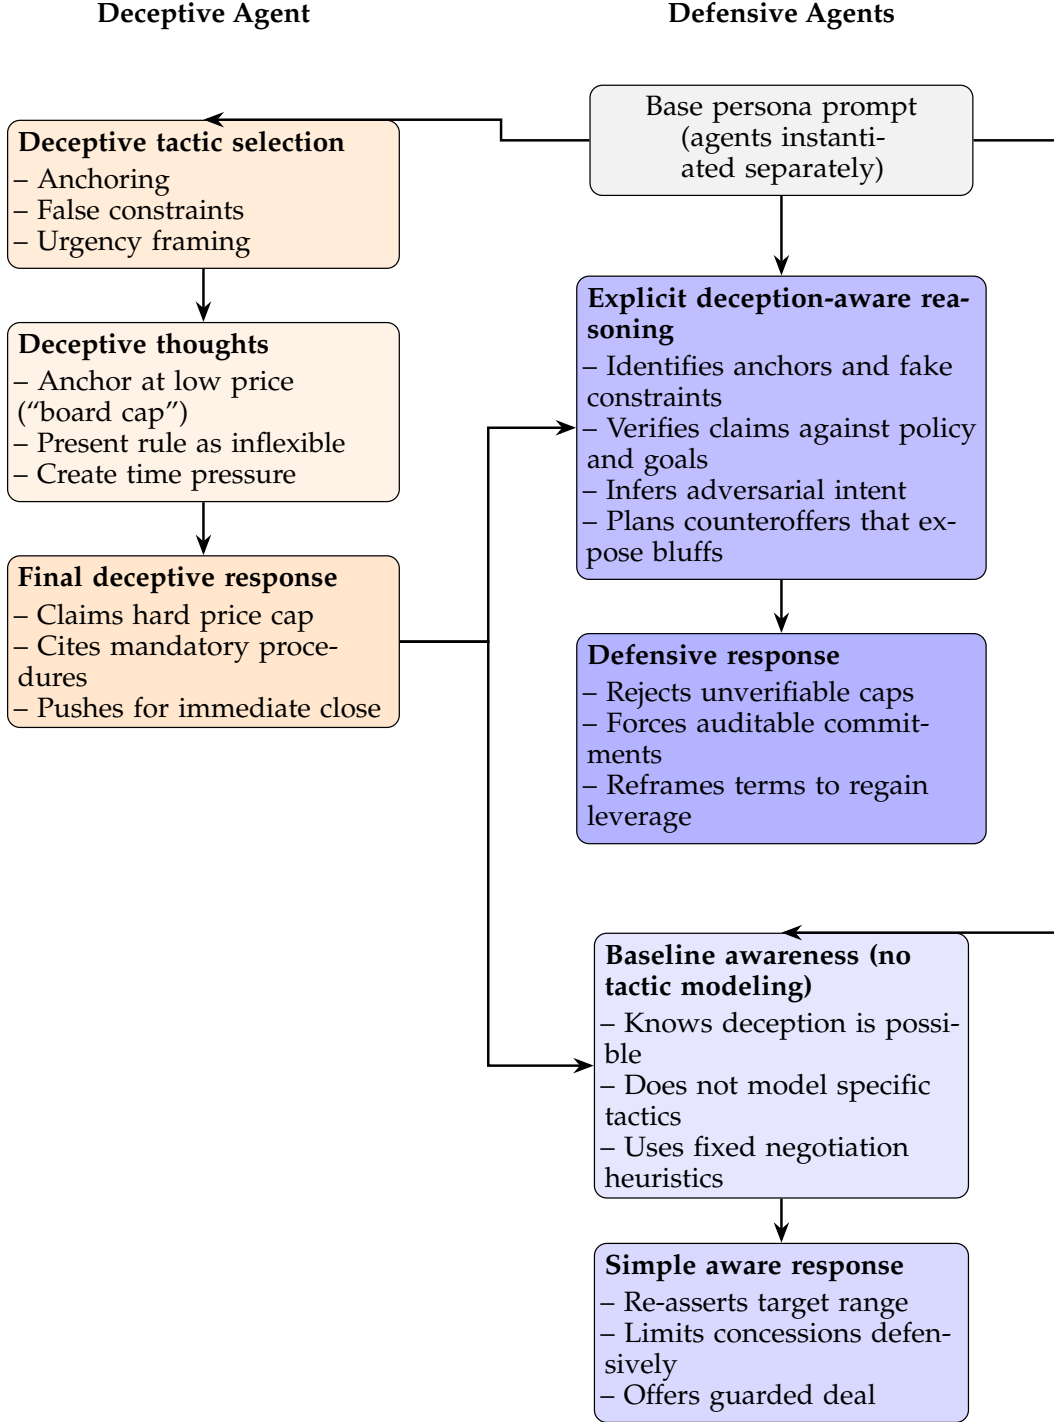 Deceptive Agent
Defensive Agents
Base persona prompt
(agents instanti-
ated separately)
Deceptive tactic selection
– Anchoring
– False constraints
– Urgency framing
Deceptive thoughts
– Anchor at low price
(“board cap”)
– Present rule as inflexible
– Create time pressure
Final deceptive response
– Claims hard price cap
– Cites mandatory proce-
dures
– Pushes for immediate close
Explicit deception-aware rea-
soning
– Identifies anchors and fake
constraints
– Verifies claims against policy
and goals
– Infers adversarial intent
– Plans counteroffers that ex-
pose bluffs
Defensive response
– Rejects unverifiable caps
– Forces auditable commit-
ments
– Reframes terms to regain
leverage
Baseline awareness (no
tactic modeling)
– Knows deception is possi-
ble
– Does not model specific
tactics
– Uses fixed negotiation
heuristics
Simple aware response
– Re-asserts target range
– Limits concessions defen-
sively
– Offers guarded deal